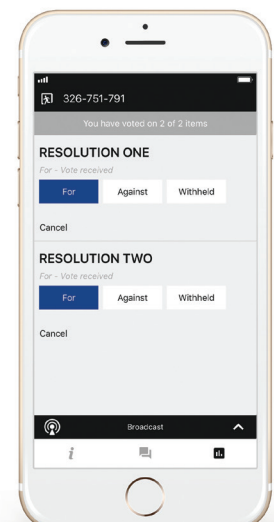 326-751-791
You have voted on 2 of 2 items
RESOLUTION ONE
For - Vote received
For Against Withheld
Cancel
RESOLUTION TWO
For - Vote received
For Against Withheld
Cancel
Broadcast
i